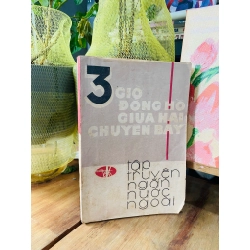 3 GIỜ
ĐỒNG HỒ
GIỮA HAI
CHUYẾN BAY
tập
truyện
ngắn
nước
ngoài